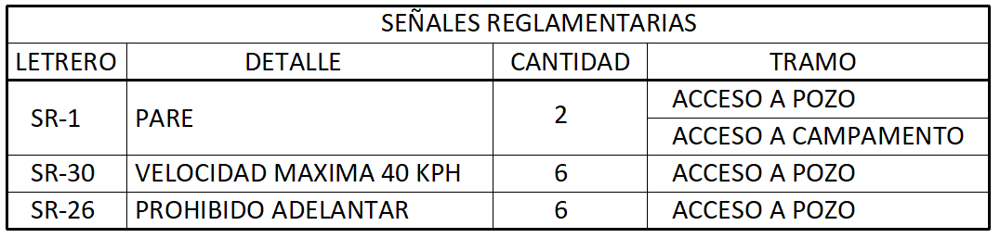 SEÑALES REGLAMENTARIAS
LETRERO DETALLE CANTIDAD TRAMO
SR-1 PARE 2 ACCESO A POZO
ACCESO A CAMPAMENTO
SR-30 VELOCIDAD MAXIMA 40 KPH 6 ACCESO A POZO
SR-26 PROHIBIDO ADELANTAR 6 ACCESO A POZO